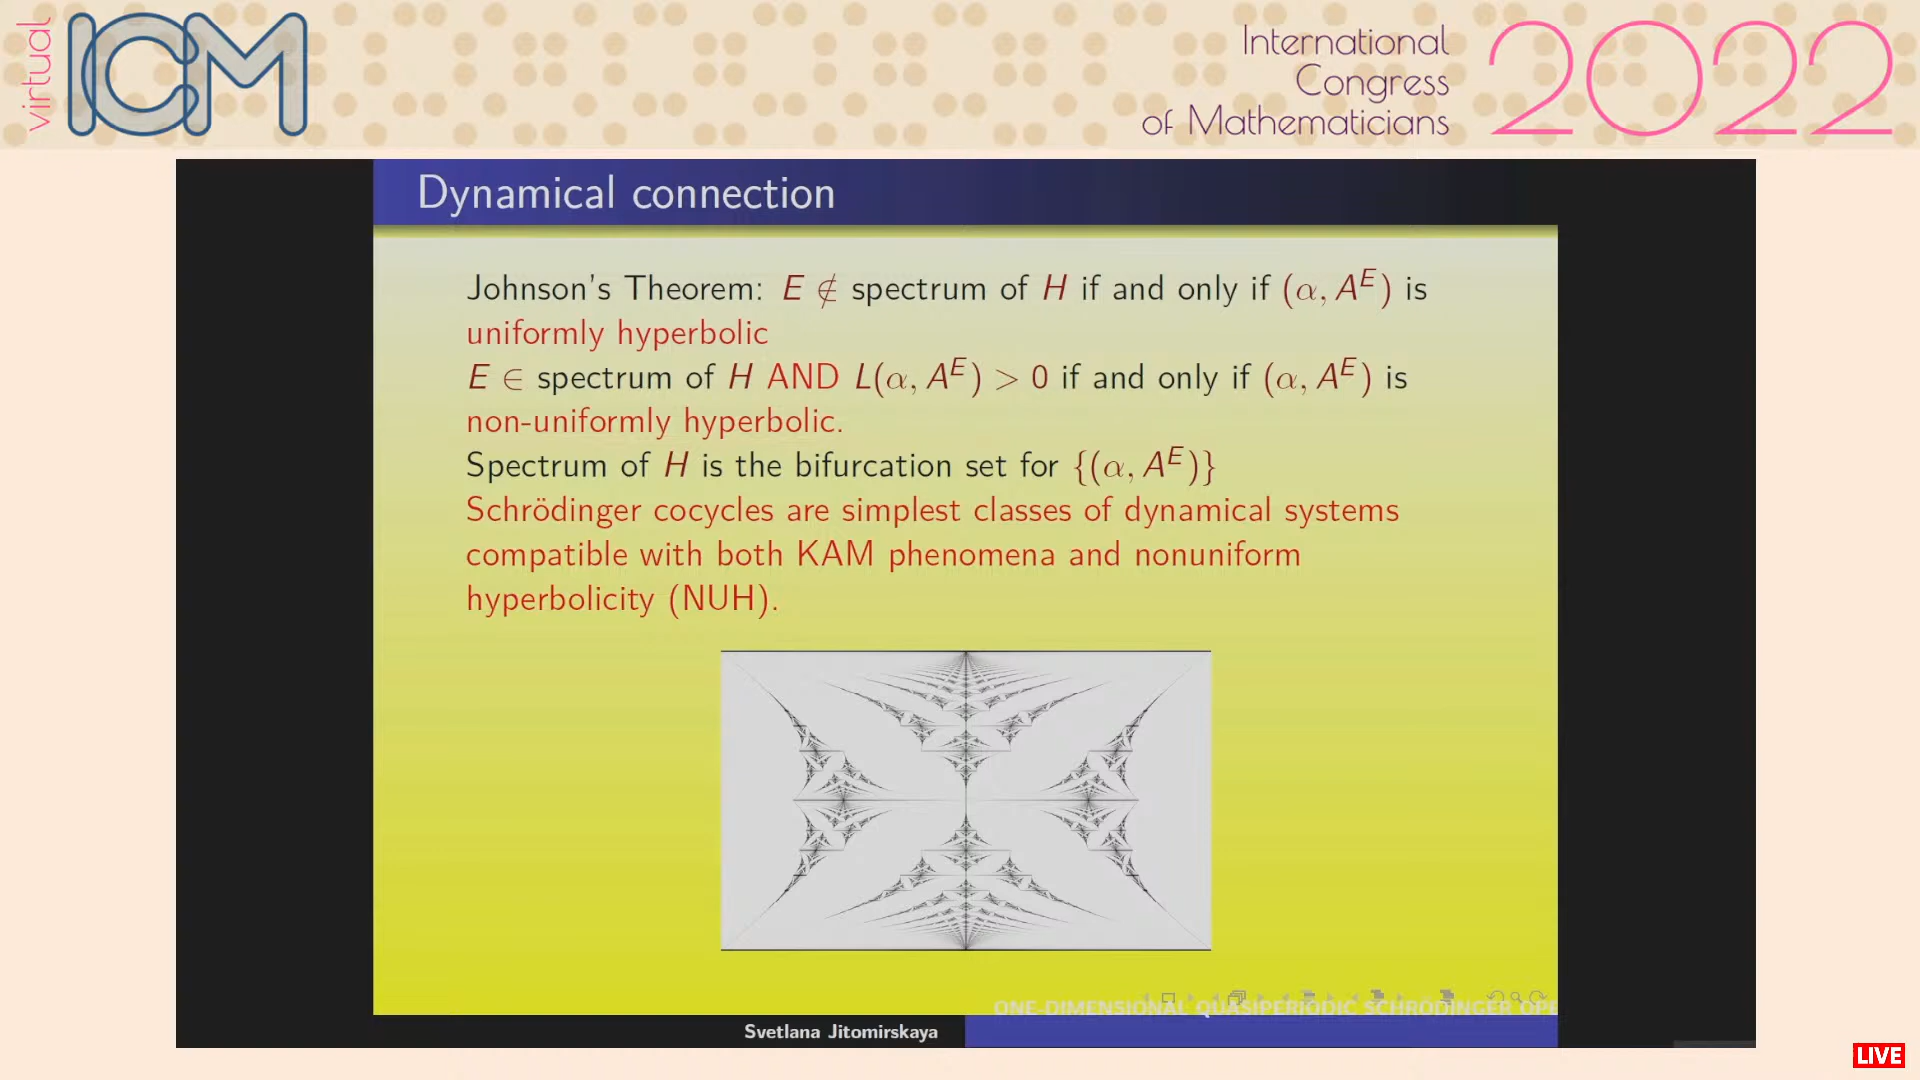 virtual
ICM
International
Congress
of Mathematicians
2022
Dynamical connection
Johnson's Theorem: E ∉ spectrum of H if and only if (α, A^E) is
uniformly hyperbolic
E ∈ spectrum of H AND L(α, A^E) > 0 if and only if (α, A^E) is
non-uniformly hyperbolic.
Spectrum of H is the bifurcation set for {(α, A^E)}
Schrödinger cocycles are simplest classes of dynamical systems
compatible with both KAM phenomena and nonuniform
hyperbolicity (NUH).
ONE-DIMENSIONAL QUASIPERIODIC SCHRÖDINGER OPE
Svetlana Jitomirskaya
LIVE